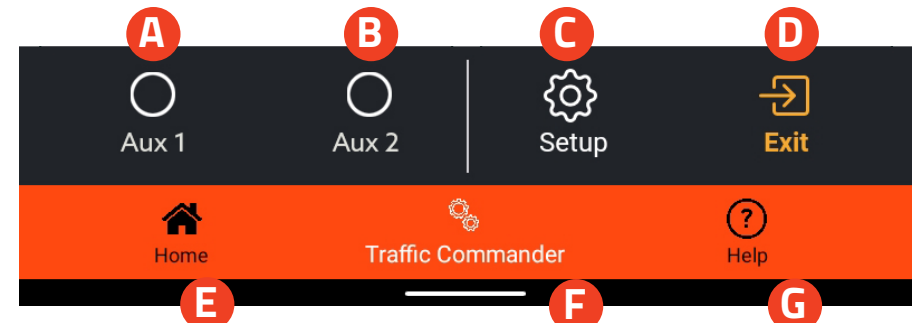 A B C D
Aux 1 Aux 2 Setup Exit
?
Home Traffic Commander Help
E F G